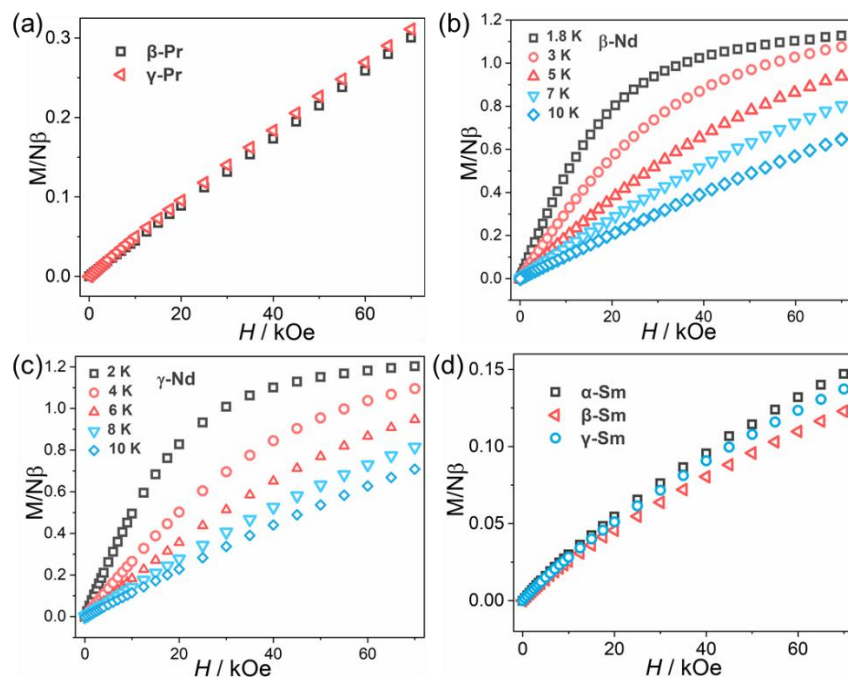 (a)
β-Pr
γ-Pr
M/Nβ
0.3
0.2
0.1
0.0
0 20 40 60
H / kOe
(b)
1.8 K β-Nd
3 K
5 K
7 K
10 K
M/Nβ
1.2
1.0
0.8
0.6
0.4
0.2
0.0
0 20 40 60
H / kOe
(c)
2 K γ-Nd
4 K
6 K
8 K
10 K
M/Nβ
1.2
1.0
0.8
0.6
0.4
0.2
0.0
0 20 40 60
H / kOe
(d)
α-Sm
β-Sm
γ-Sm
M/Nβ
0.15
0.10
0.05
0.00
0 20 40 60
H / kOe